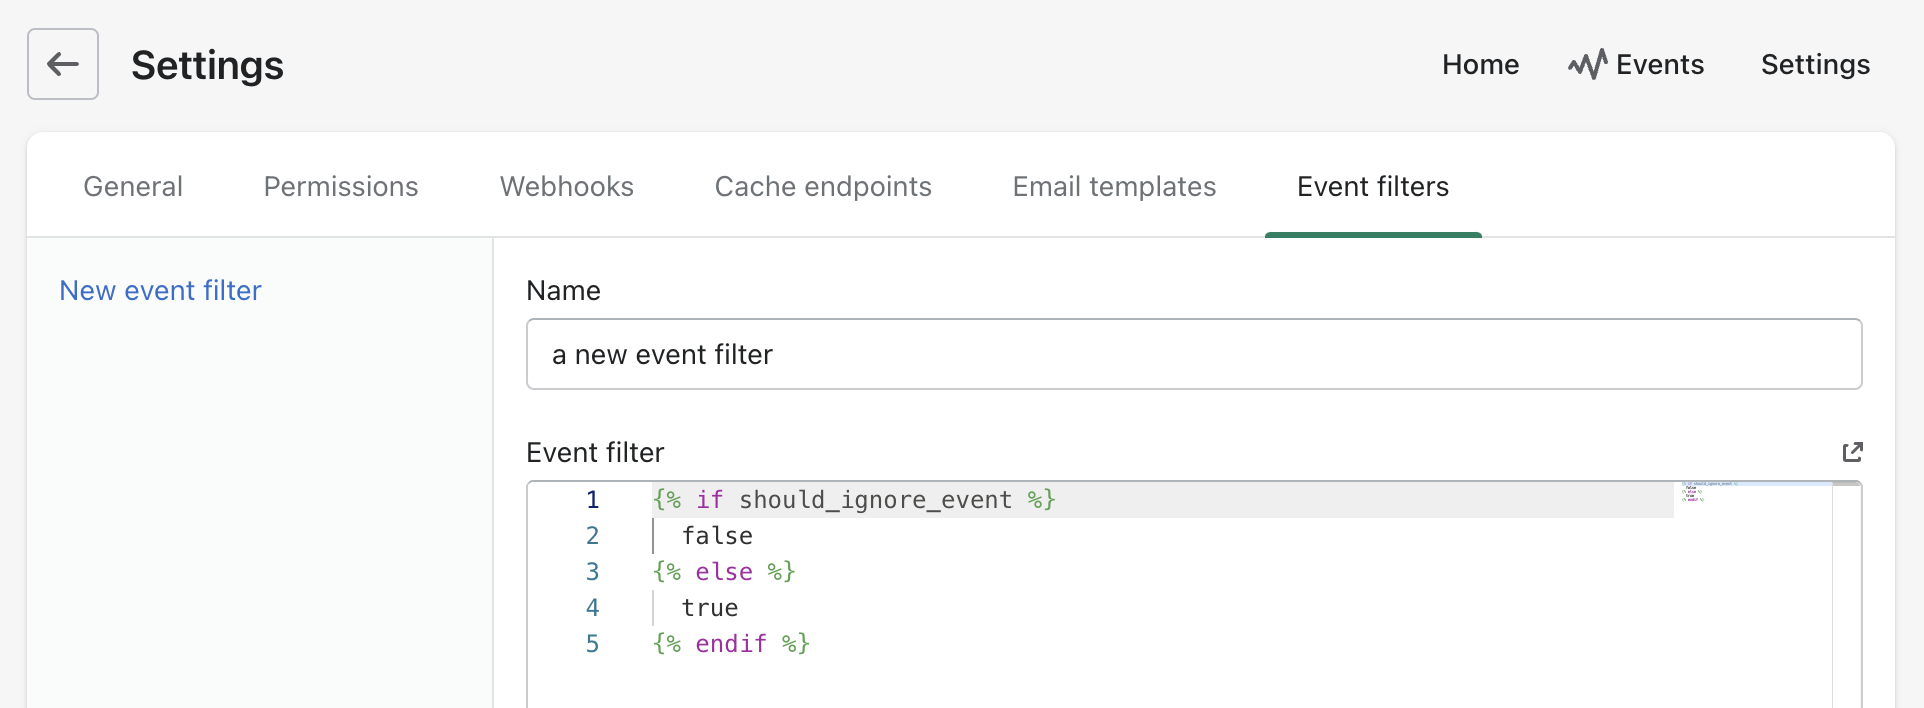 Settings
Home Events Settings
General Permissions Webhooks Cache endpoints Email templates Event filters
New event filter
Name
a new event filter
Event filter
1 {% if should_ignore_event %}
2 false
3 {% else %}
4 true
5 {% endif %}